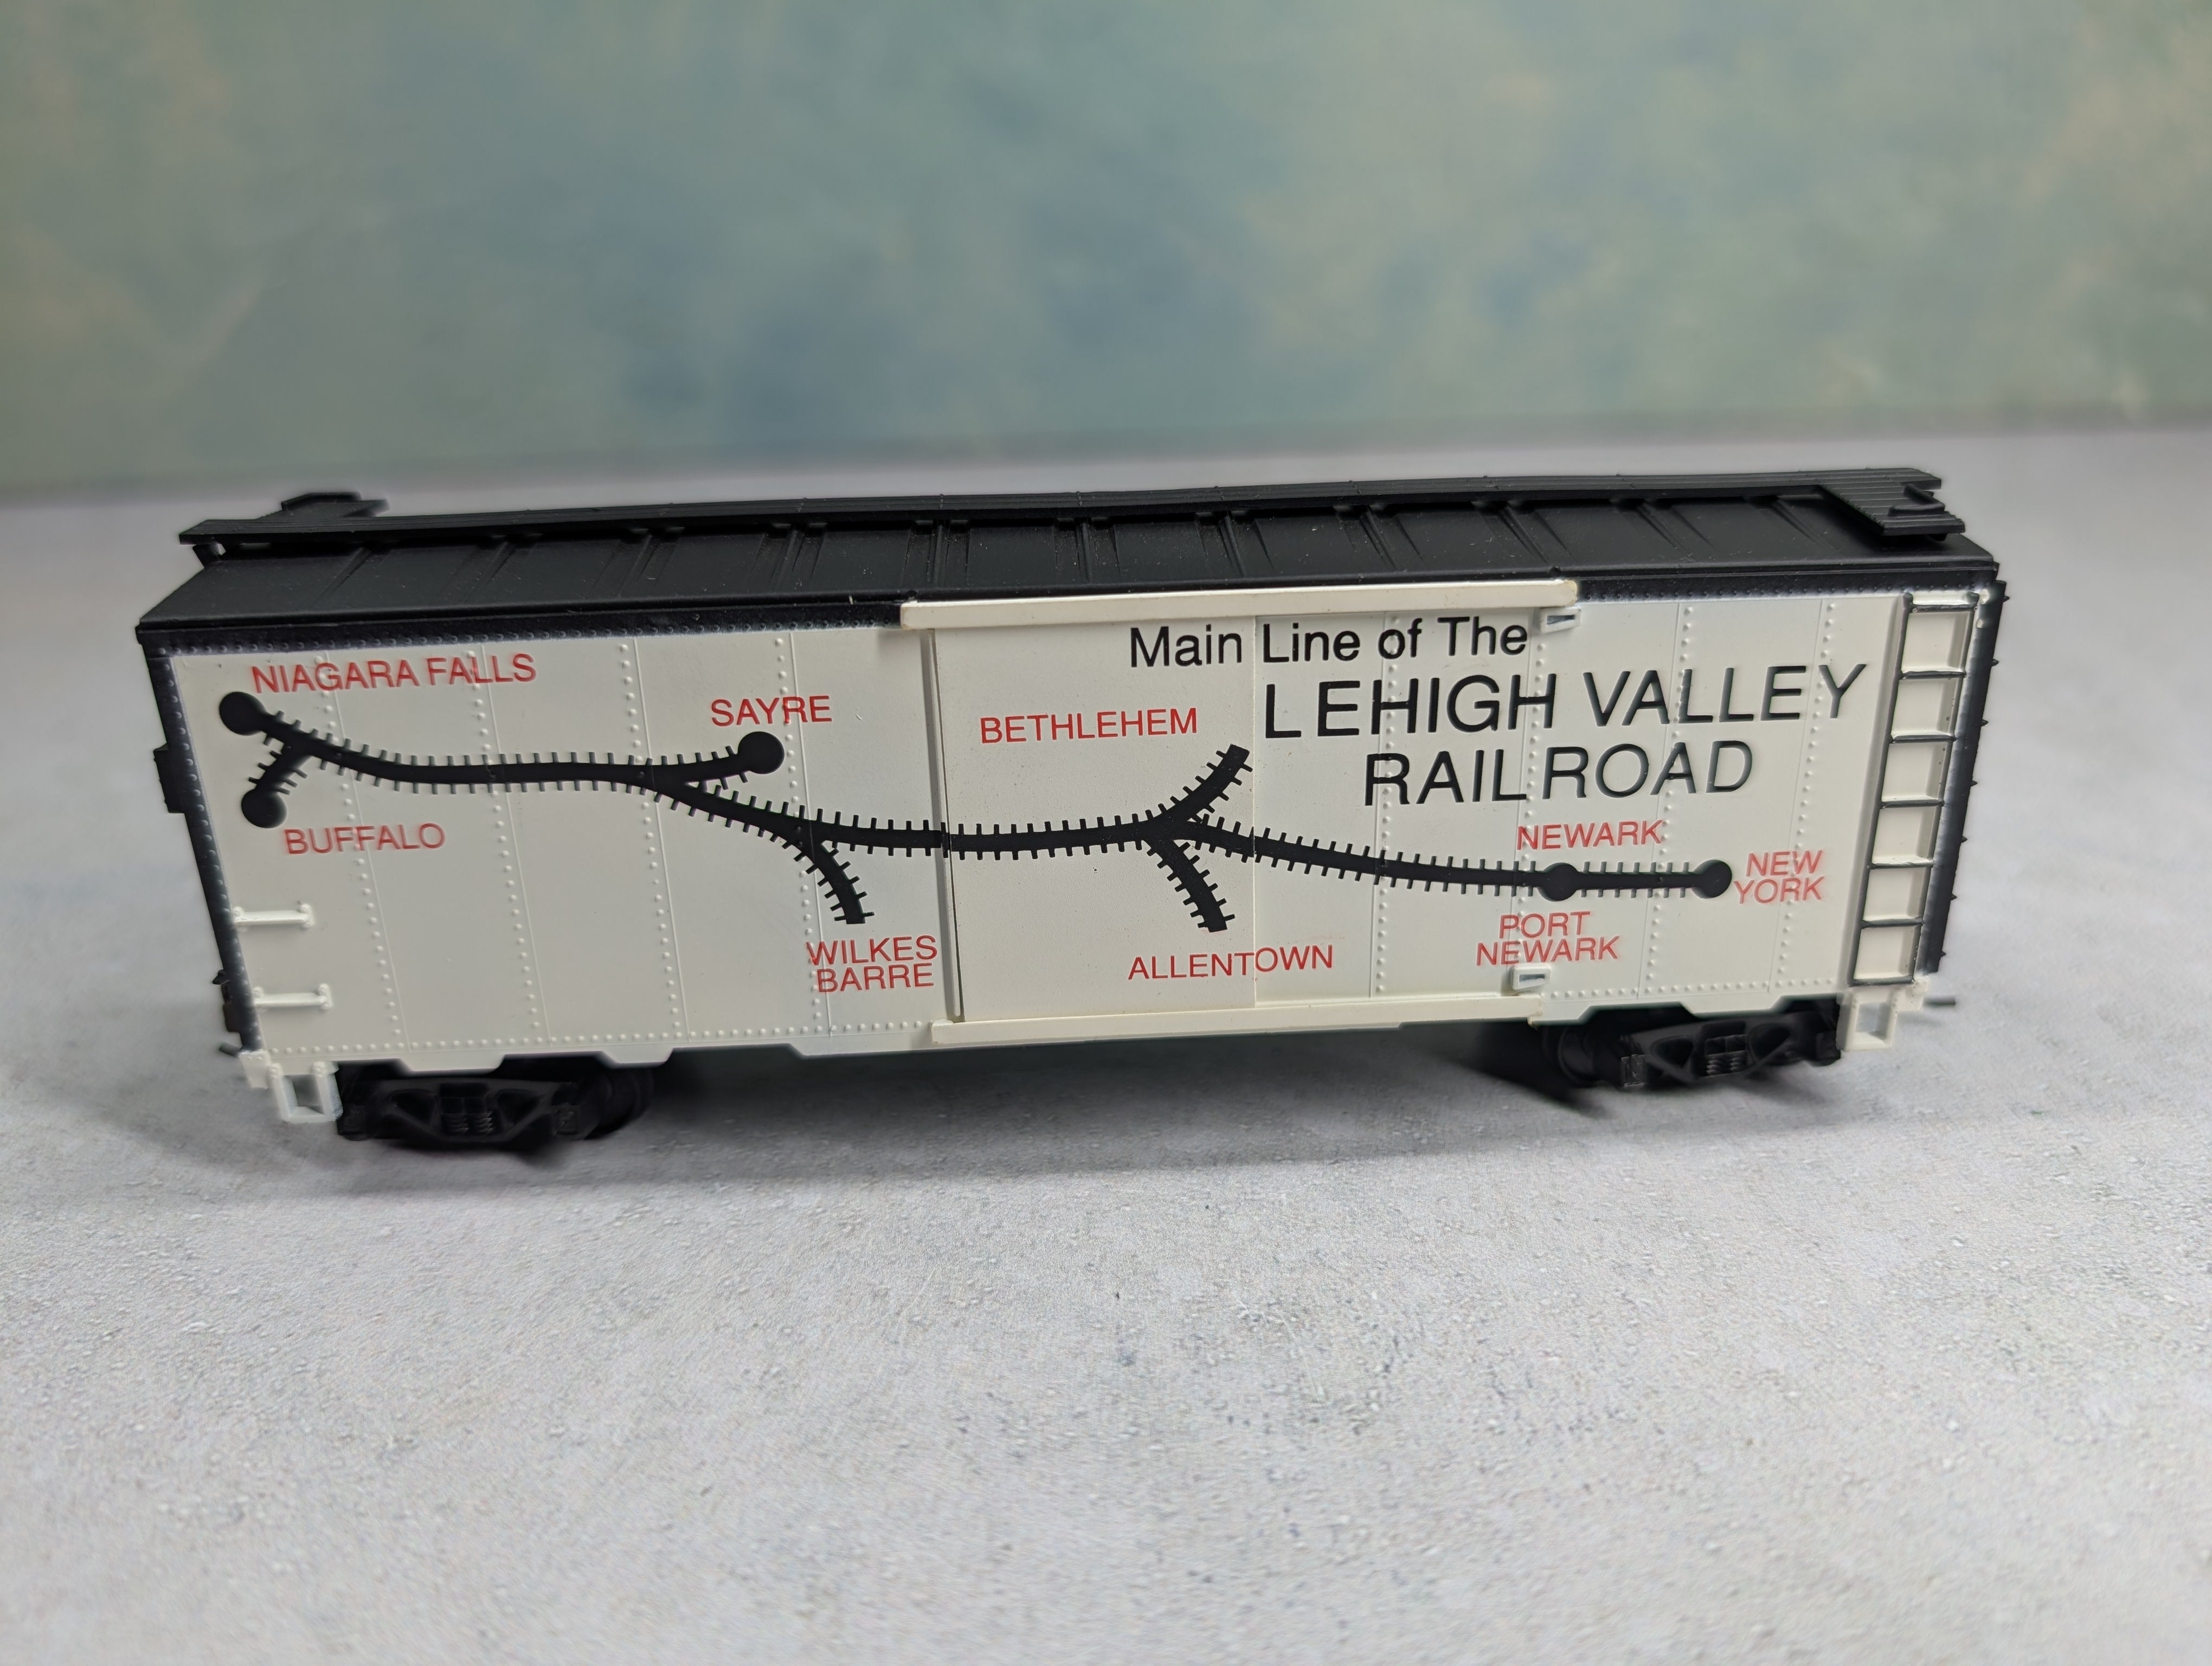 Main Line of The
LEHIGH VALLEY
RAILROAD
NIAGARA FALLS
SAYRE
BETHLEHEM
BUFFALO
NEWARK
NEW
YORK
WILKES
BARRE
ALLENTOWN
PORT
NEWARK